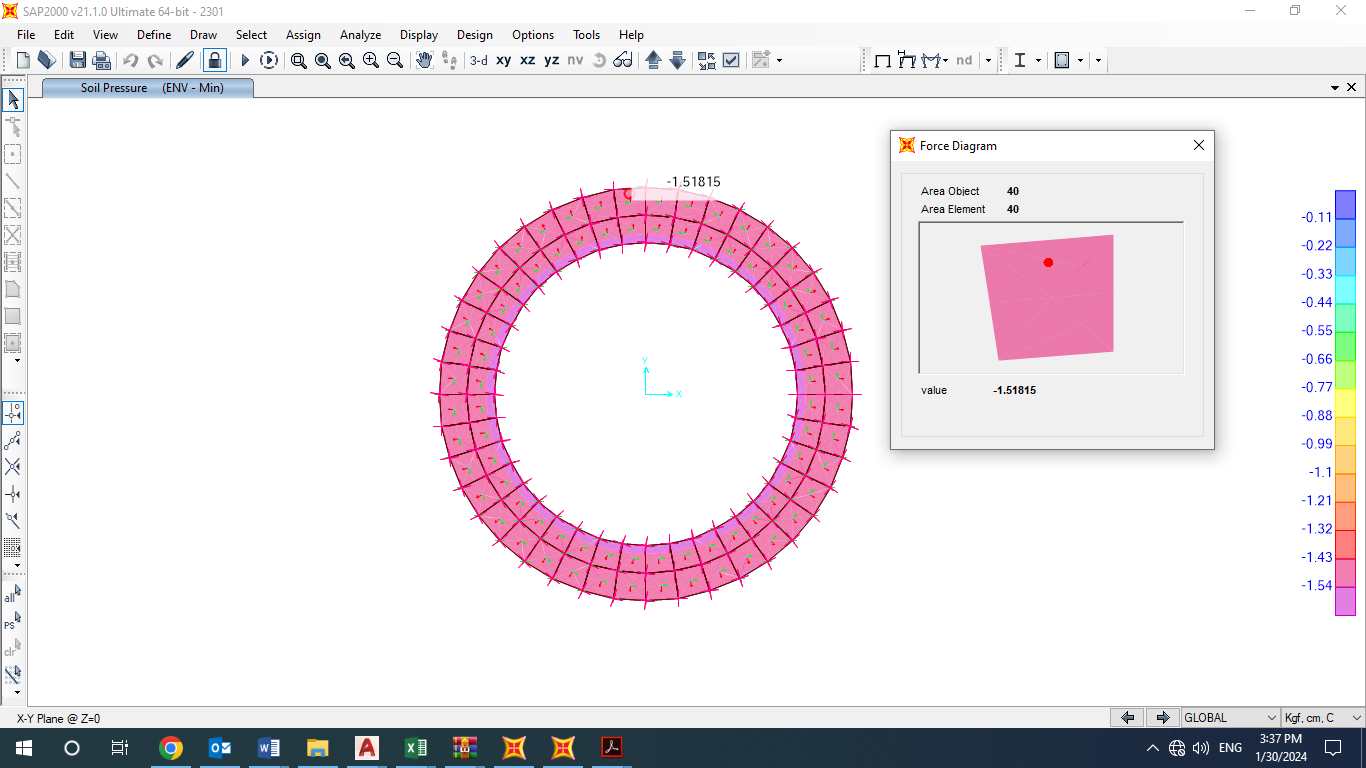 SAP2000 v21.1.0 Ultimate 64-bit - 2301
File Edit View Define Draw Select Assign Analyze Display Design Options Tools Help
3-d xy xz yz nv nd
Soil Pressure (ENV - Min)
-1.51815
Y
X
Force Diagram
Area Object 40
Area Element 40
value -1.51815
-0.11
-0.22
-0.33
-0.44
-0.55
-0.66
-0.77
-0.88
-0.99
-1.1
-1.21
-1.32
-1.43
-1.54
all
PS
clr
X-Y Plane @ Z=0
GLOBAL
Kgf, cm, C
ENG
3:37 PM
1/30/2024